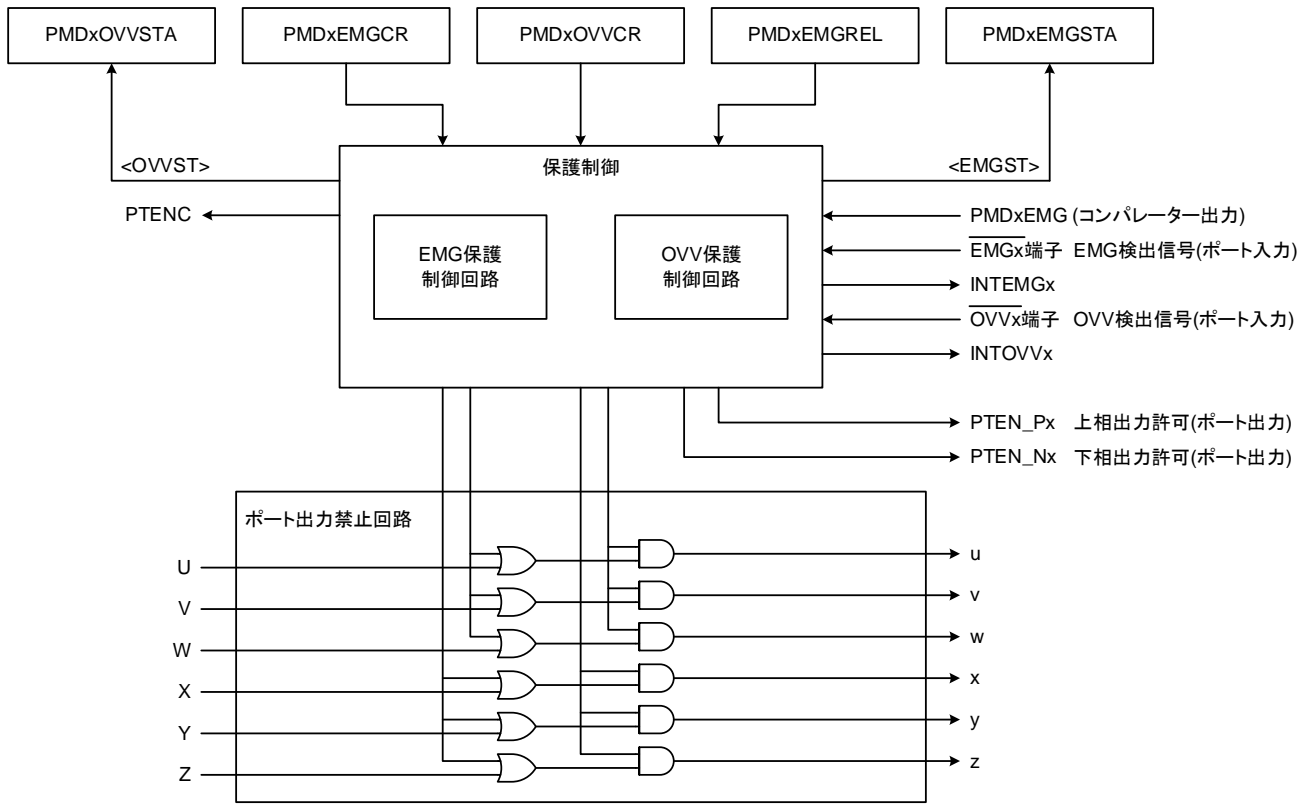 PMDxOVVSTA
PMDxEMGCR
PMDxOVVCR
PMDxEMGREL
PMDxEMGSTA
<OVVST>
保護制御
<EMGST>
PTENC
PMDxEMG (コンパレーター出力)
EMG保護
制御回路
OVV保護
制御回路
EMGx端子 EMG検出信号(ポート入力)
INTEMGx
OVVx端子 OVV検出信号(ポート入力)
INTOVVx
PTEN_Px 上相出力許可(ポート出力)
PTEN_Nx 下相出力許可(ポート出力)
ポート出力禁止回路
U
u
V
v
W
w
X
x
Y
y
Z
z